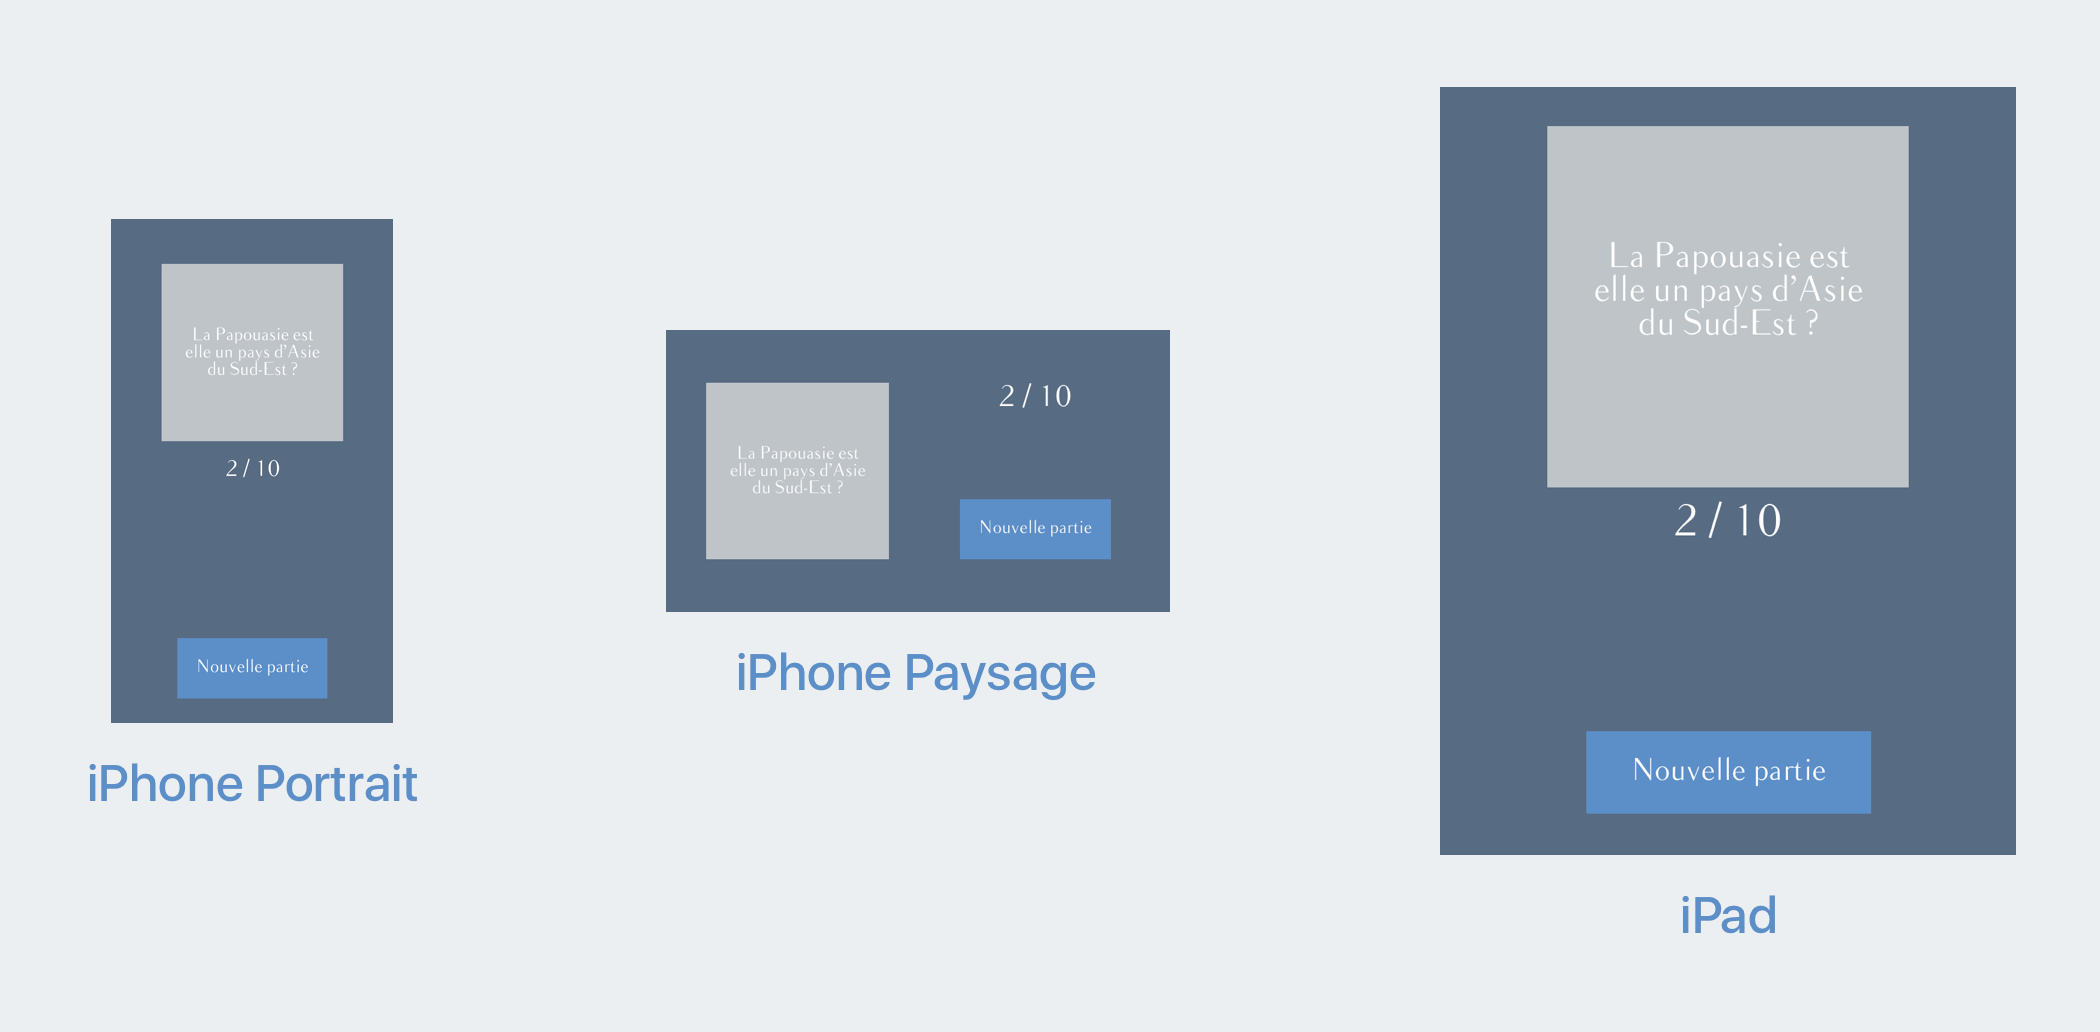 La Papouasie est
elle un pays d’Asie
du Sud-Est ?
2 / 10
Nouvelle partie
iPhone Portrait
La Papouasie est
elle un pays d’Asie
du Sud-Est ?
2 / 10
Nouvelle partie
iPhone Paysage
La Papouasie est
elle un pays d’Asie
du Sud-Est ?
2 / 10
Nouvelle partie
iPad